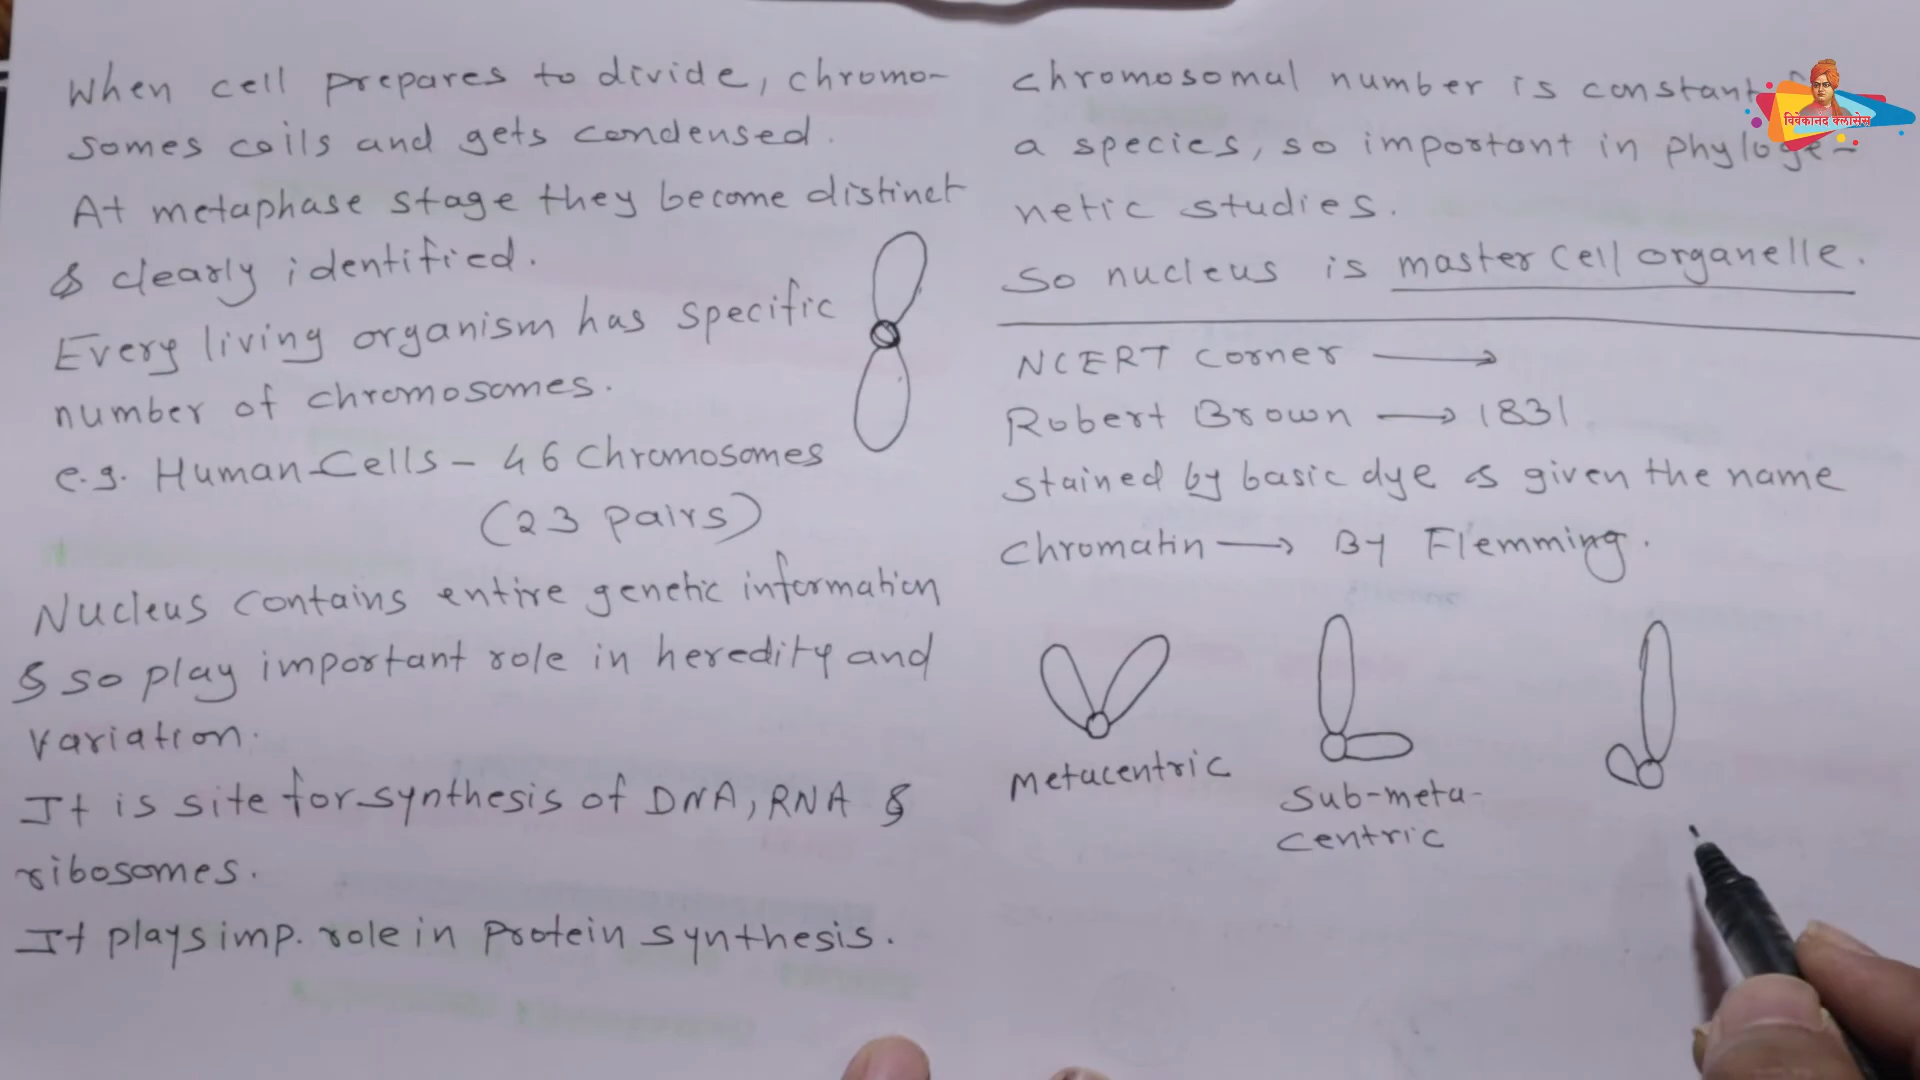 When cell prepares to divide, chromo-
somes coils and gets condensed.
At metaphase stage they become distinct
& clearly identified.
Every living organism has specific
number of chromosomes.
e.g. Human Cells - 46 Chromosomes
(23 pairs)
Nucleus contains entire genetic information
& so play important role in heredity and
variation.
It is site for synthesis of DNA, RNA &
ribosomes.
It plays imp. role in protein synthesis.
chromosomal number is constant
a species, so important in phyloge-
netic studies.
So nucleus is master cell organelle.
NCERT corner →
Robert Brown → 1831
stained by basic dye & given the name
chromatin → By Flemming.
Metacentric
Sub-meta-
centric
विवेकानंद क्लासेस